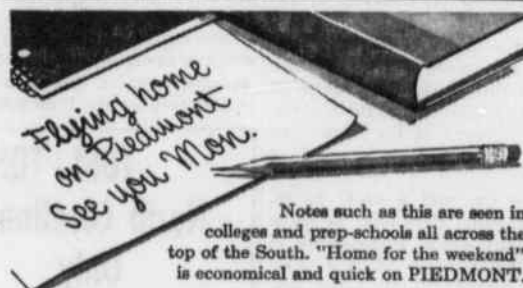 Flying home
on Piedmont
See you Mon.
Notes such as this are seen in
colleges and prep-schools all across the
top of the South. "Home for the weekend"
is economical and quick on PIEDMONT.